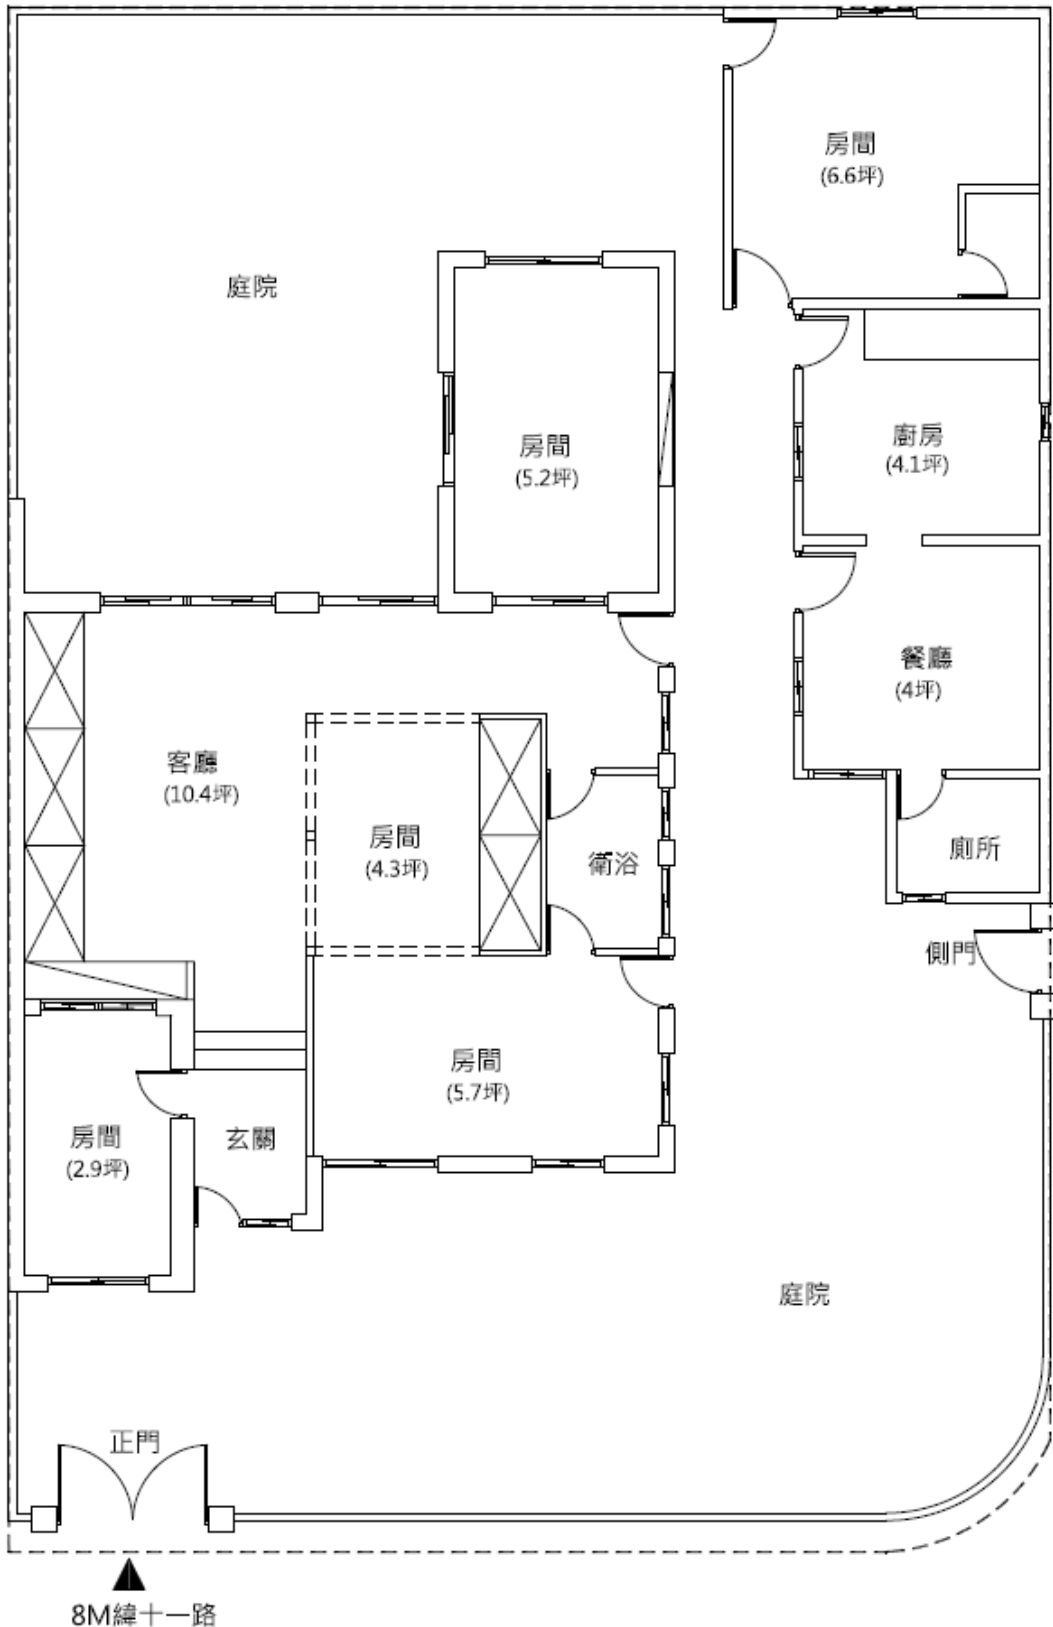 房間
(6.6坪)
庭院
廚房
(4.1坪)
房間
(5.2坪)
餐廳
(4坪)
客廳
(10.4坪)
房間
(4.3坪)
衛浴
廁所
側門
房間
(5.7坪)
房間
(2.9坪)
玄關
庭院
正門
8M緯十一路